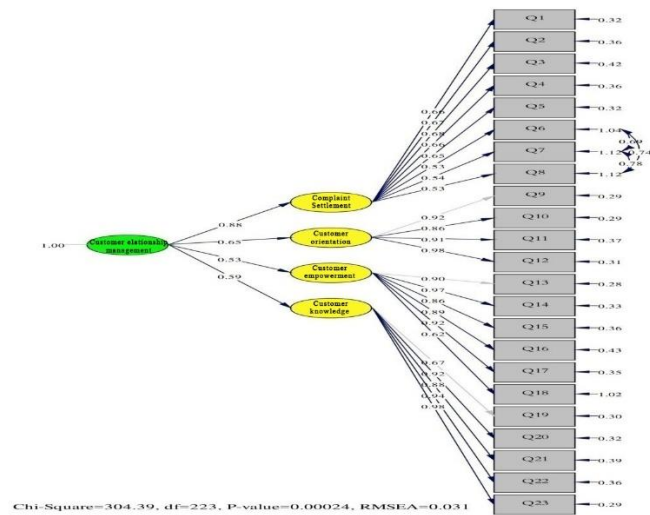 Q1
0.32
Q2
0.36
Q3
0.42
Q4
0.36
Q5
0.32
Q6
1.04
0.69
Q7
1.12
0.74
0.78
Q8
1.12
Q9
0.29
Q10
0.29
Q11
0.37
Q12
0.31
Q13
0.28
Q14
0.33
Q15
0.36
Q16
0.43
Q17
0.35
Q18
1.02
Q19
0.30
Q20
0.32
Q21
0.39
Q22
0.36
Q23
0.29
0.66
0.67
0.68
0.66
0.65
0.53
0.54
0.53
0.92
0.86
0.91
0.98
0.90
0.97
0.86
0.89
0.92
0.62
0.67
0.92
0.88
0.94
0.98
Complaint
Settlement
Customer
orientation
Customer
empowerment
Customer
knowledge
0.88
0.65
0.53
0.59
1.00
Customer elationship
management
Chi-Square=304.39, df=223, P-value=0.00024, RMSEA=0.031